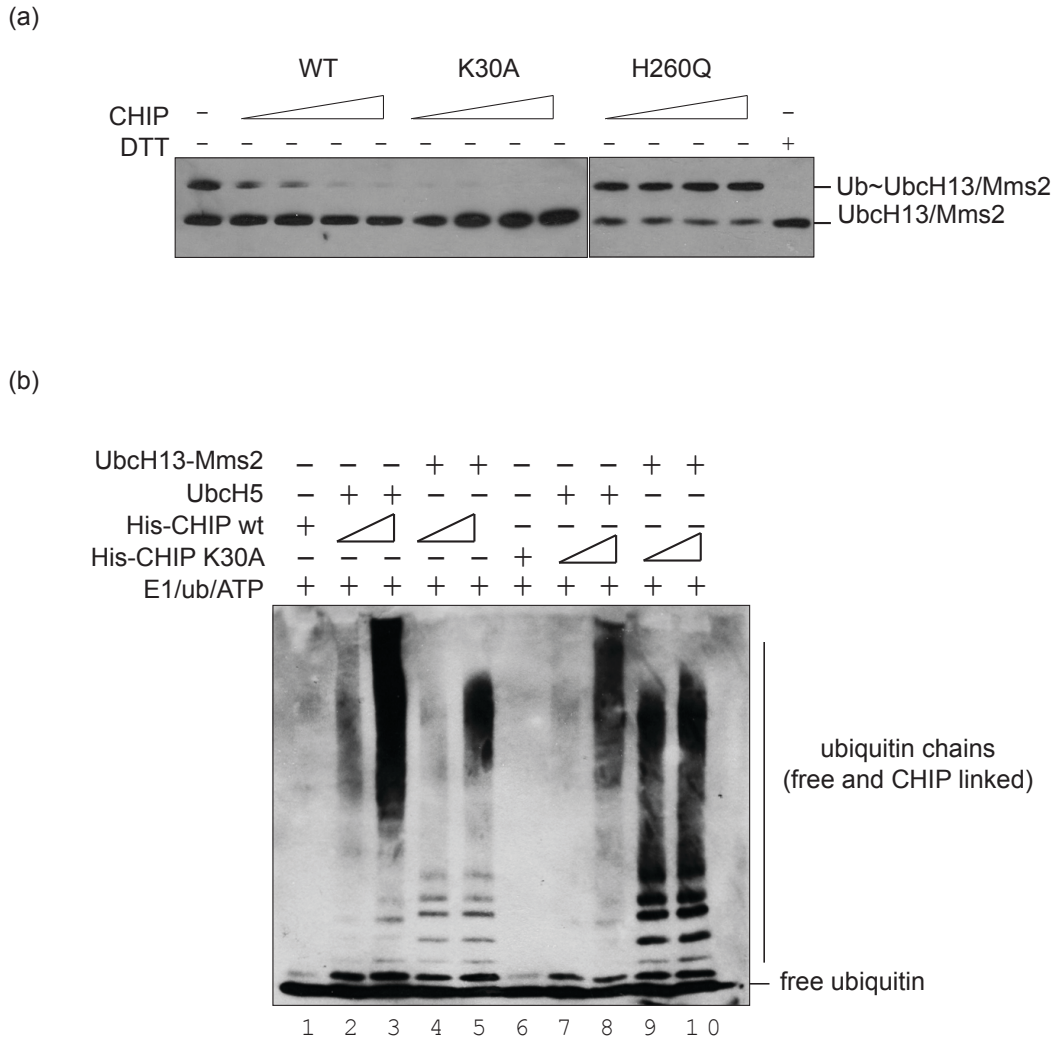 (a)
WT K30A H260Q
CHIP – –
DTT – – – – – – – – – – – – – +
Ub~UbcH13/Mms2
UbcH13/Mms2
(b)
UbcH13-Mms2 – – – + + – – – + +
UbcH5 – + + – – – + + – –
His-CHIP wt + – – – – –
His-CHIP K30A – – – – – +
E1/ub/ATP + + + + + + + + + +
ubiquitin chains
(free and CHIP linked)
free ubiquitin
1 2 3 4 5 6 7 8 9 10